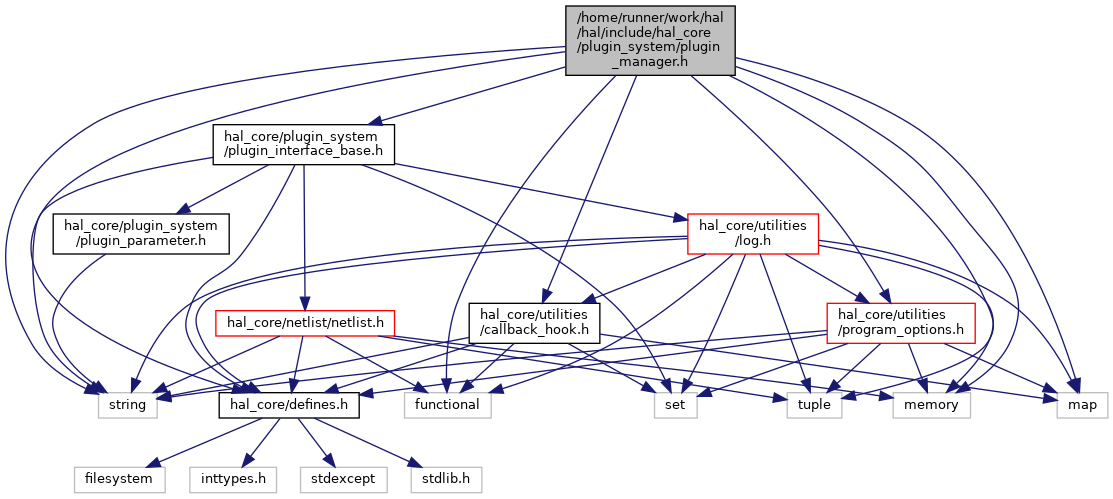 /home/runner/work/hal
/hal/include/hal_core
/plugin_system/plugin
_manager.h
hal_core/plugin_system
/plugin_interface_base.h
hal_core/plugin_system
/plugin_parameter.h
hal_core/utilities
/log.h
hal_core/netlist/netlist.h
hal_core/utilities
/callback_hook.h
hal_core/utilities
/program_options.h
string
hal_core/defines.h
functional
set
tuple
memory
map
filesystem
inttypes.h
stdexcept
stdlib.h